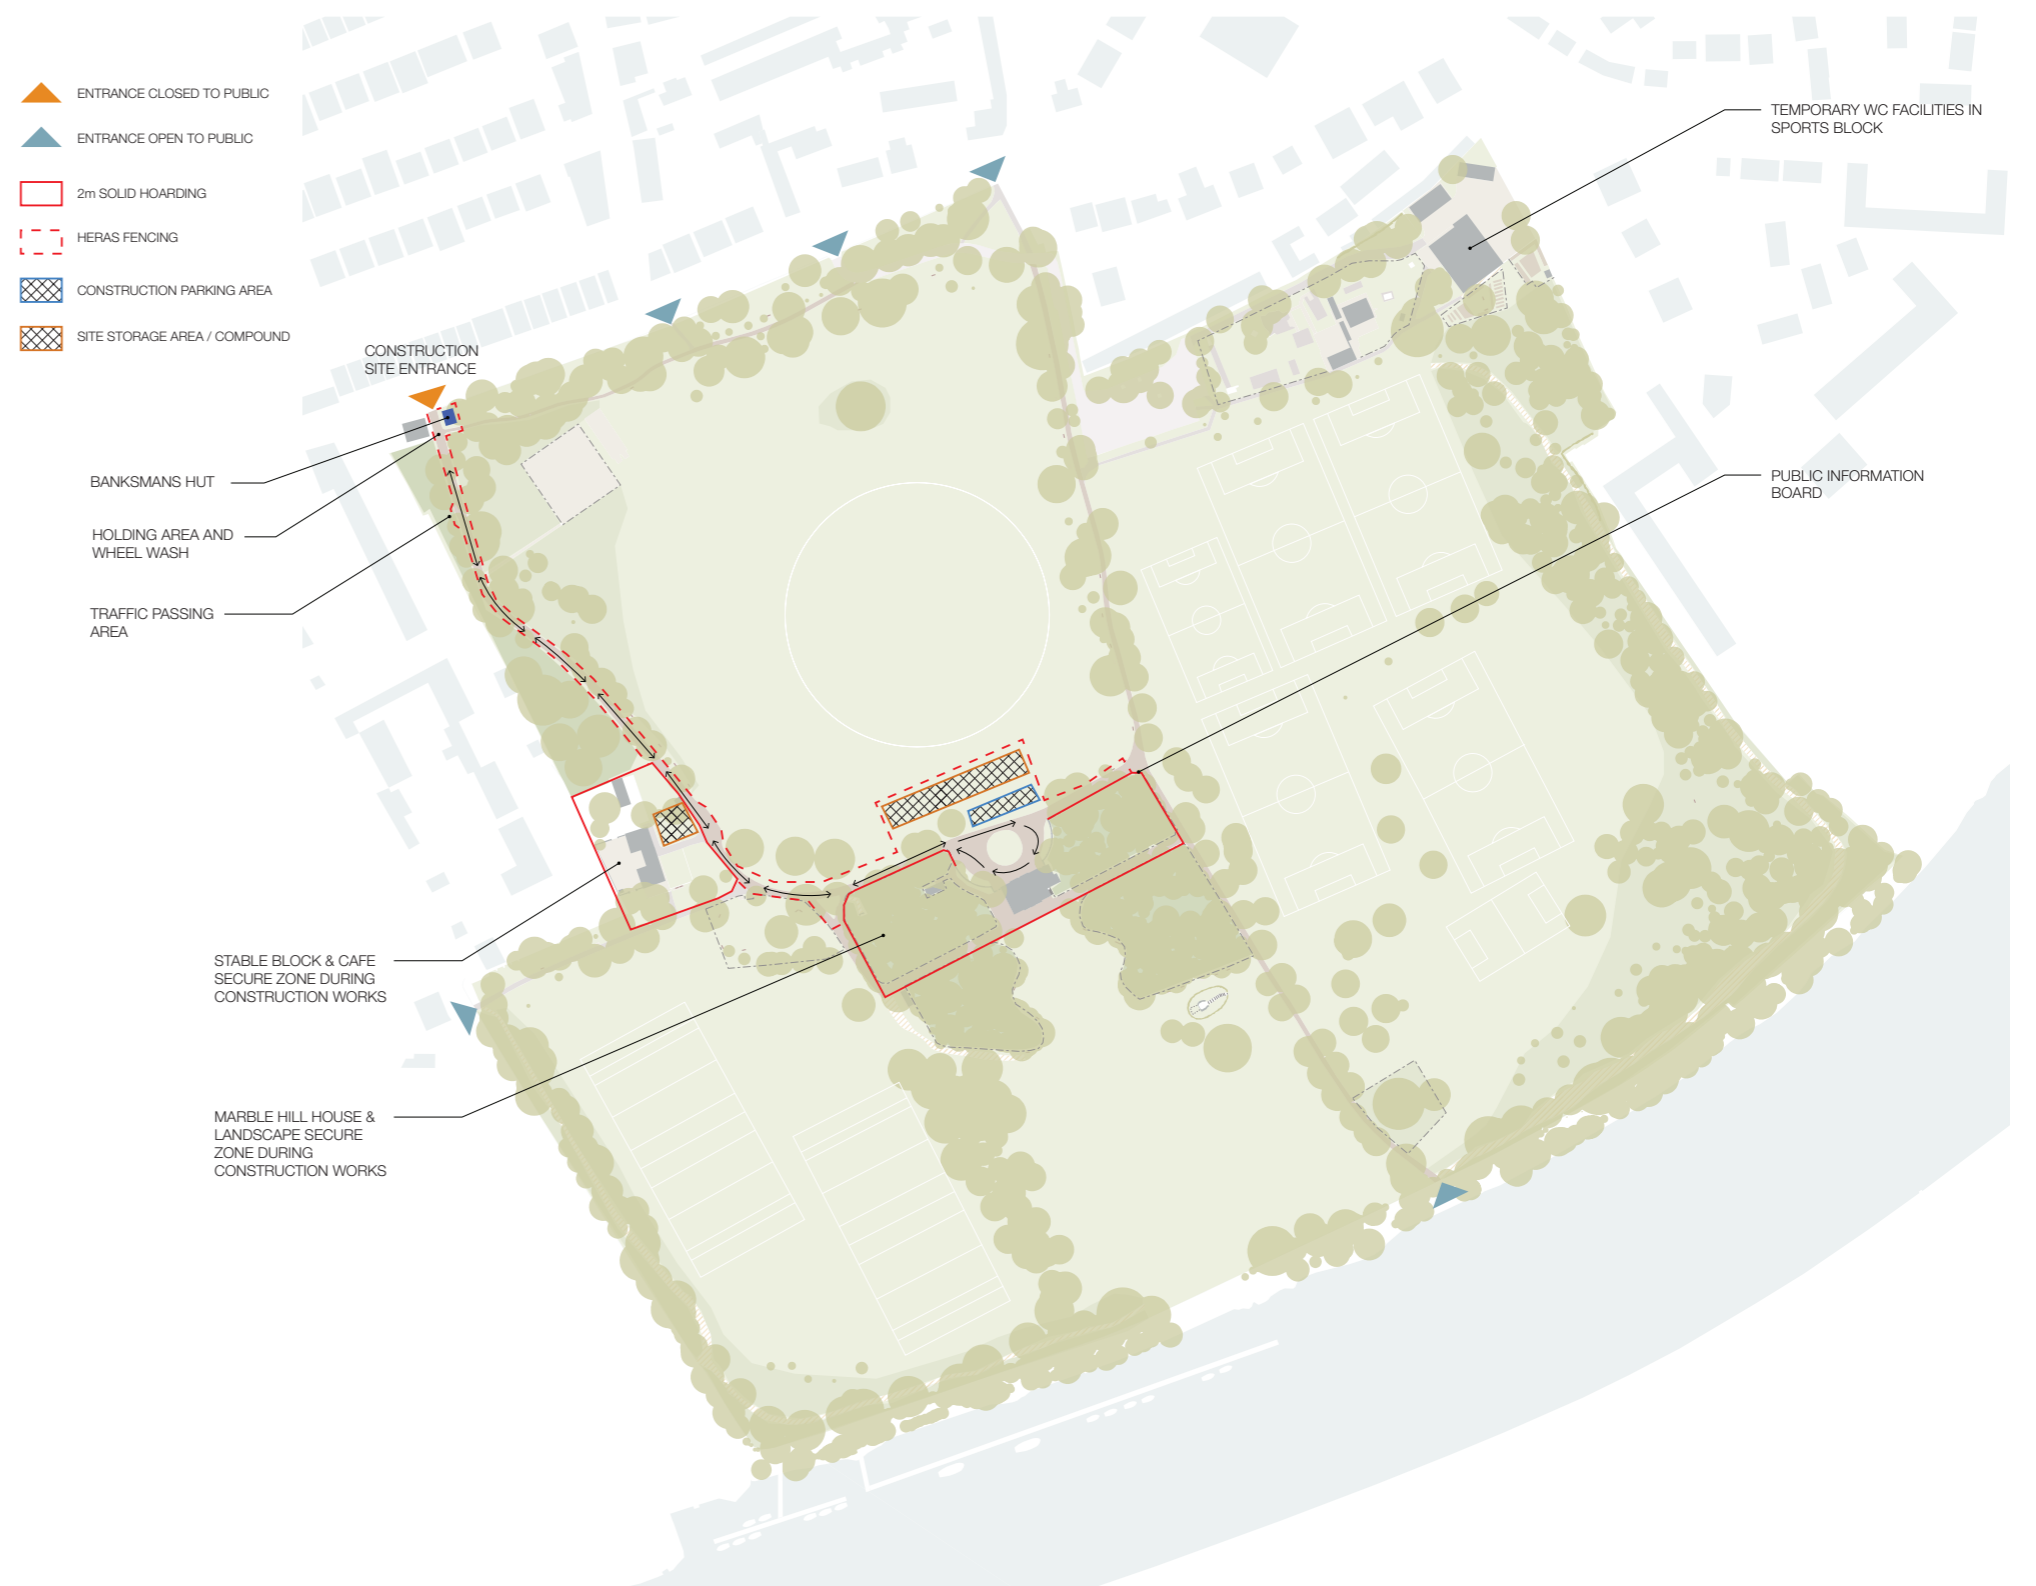 ENTRANCE CLOSED TO PUBLIC
ENTRANCE OPEN TO PUBLIC
2m SOLID HOARDING
HERAS FENCING
CONSTRUCTION PARKING AREA
SITE STORAGE AREA / COMPOUND
CONSTRUCTION
SITE ENTRANCE
TEMPORARY WC FACILITIES IN
SPORTS BLOCK
BANKSMANS HUT
PUBLIC INFORMATION
BOARD
HOLDING AREA AND
WHEEL WASH
TRAFFIC PASSING
AREA
STABLE BLOCK & CAFE
SECURE ZONE DURING
CONSTRUCTION WORKS
MARBLE HILL HOUSE &
LANDSCAPE SECURE
ZONE DURING
CONSTRUCTION WORKS